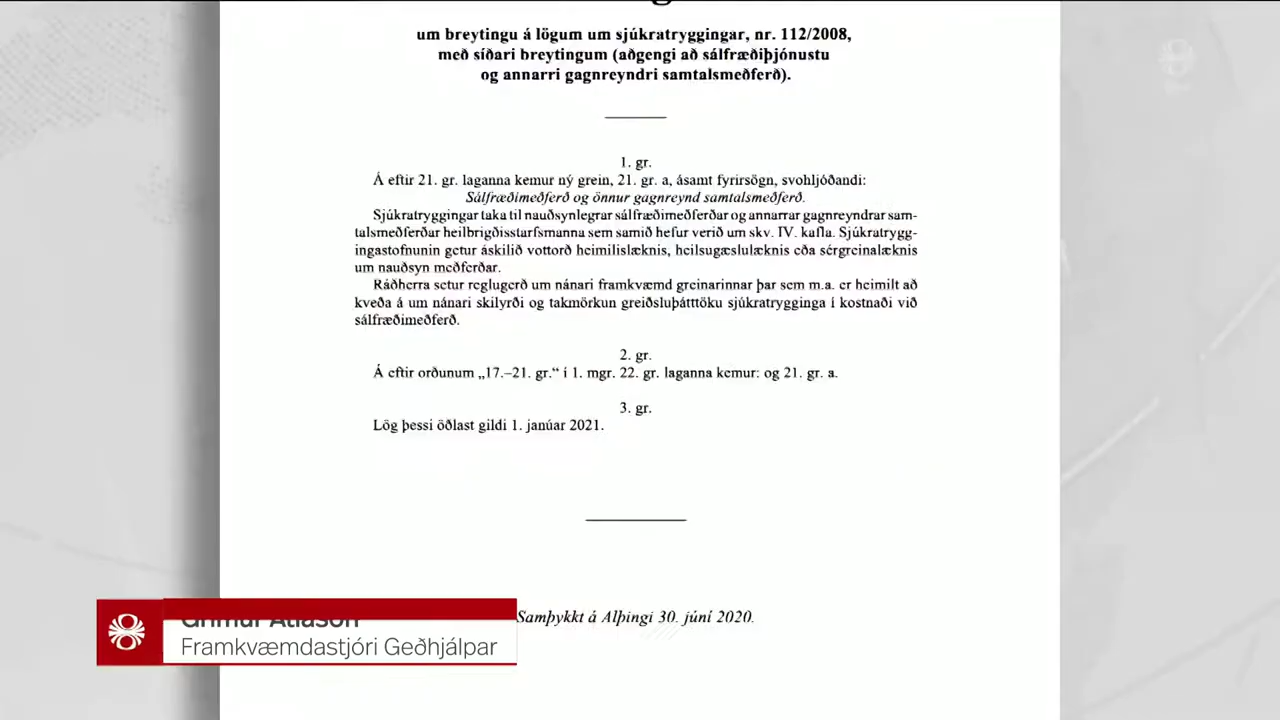 um breytingu á lögum um sjúkratryggingar, nr. 112/2008,
með síðari breytingum (aðgengi að sálfræðiþjónustu
og annarri gagnreyndri samtalsmeðferð).
1. gr.
Á eftir 21. gr. laganna kemur ný grein, 21. gr. a, ásamt fyrirsögn, svohljóðandi:
Sálfræðimeðferð og önnur gagnreynd samtalsmeðferð.
Sjúkratryggingar taka til nauðsynlegrar sálfræðimeðferðar og annarrar gagnreyndrar sam-
talsmeðferðar heilbrigðisstarfsmanna sem samið hefur verið um skv. IV. kafla. Sjúkratrygg-
ingastofnunin getur áskilið vottorð heimilislæknis, heilsugæslulæknis eða sérgreinalæknis
um nauðsyn meðferðar.
Ráðherra setur reglugerð um nánari framkvæmd greinarinnar þar sem m.a. er heimilt að
kveða á um nánari skilyrði og takmörkun greiðsluþátttöku sjúkratrygginga í kostnaði við
sálfræðimeðferð.
2. gr.
Á eftir orðunum „17.–21. gr.“ í 1. mgr. 22. gr. laganna kemur: og 21. gr. a.
3. gr.
Lög þessi öðlast gildi 1. janúar 2021.
Samþykkt á Alþingi 30. júní 2020.
Grímur Atlason
Framkvæmdastjóri Geðhjálpar